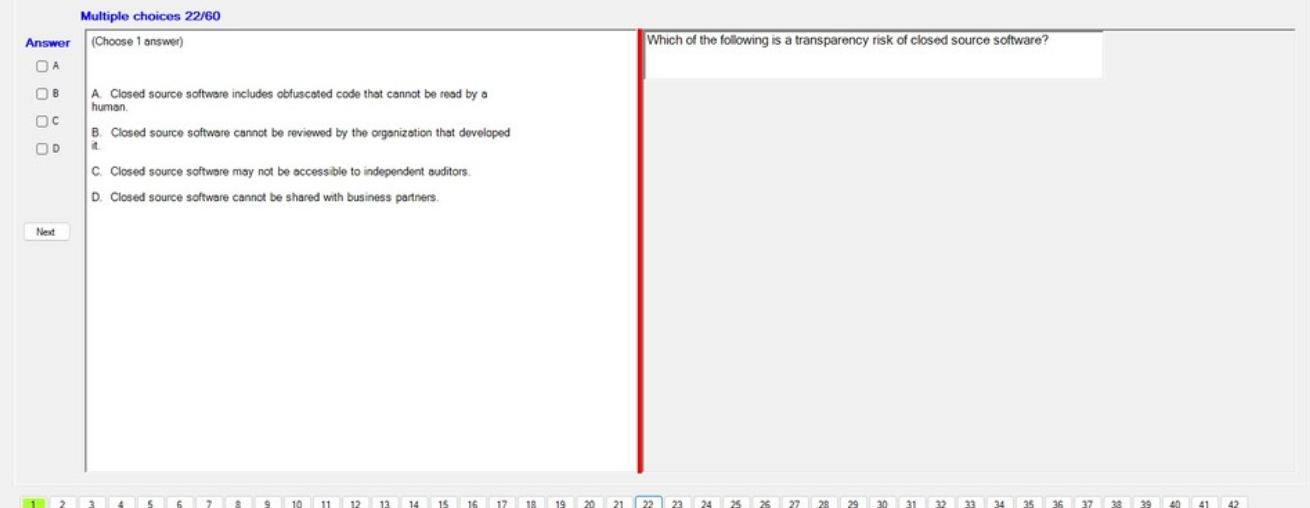 Multiple choices 22/60
Answer
A
B
C
D
Next
(Choose 1 answer)
A. Closed source software includes obfuscated code that cannot be read by a
human.
B. Closed source software cannot be reviewed by the organization that developed
it.
C. Closed source software may not be accessible to independent auditors.
D. Closed source software cannot be shared with business partners.
Which of the following is a transparency risk of closed source software?
1 2 3 4 5 6 7 8 9 10 11 12 13 14 15 16 17 18 19 20 21 22 23 24 25 26 27 28 29 30 31 32 33 34 35 36 37 38 39 40 41 42